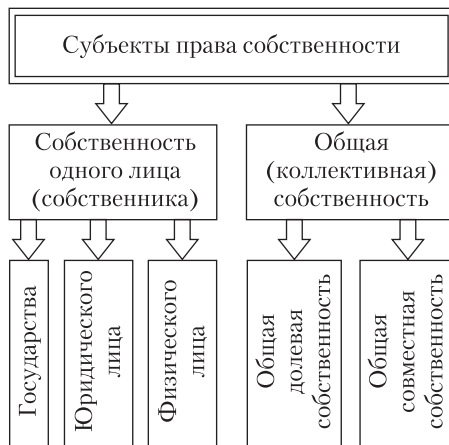 Субъекты права собственности
Собственность
одного лица
(собственника)
Общая
(коллективная)
собственность
Государства
Юридического
лица
Физического
лица
Общая
долевая
собственность
Общая
совместная
собственность